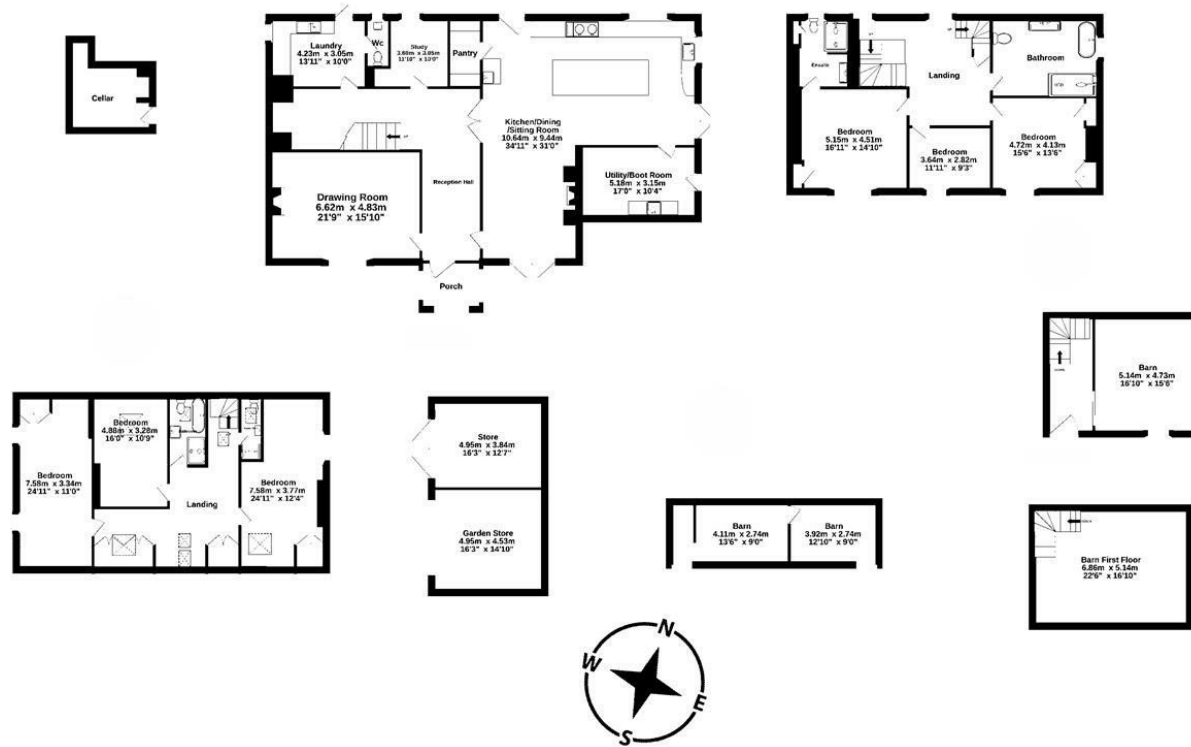 Laundry
4.23m x 3.05m
13'11" x 10'0"
Wc
Study
3.60m x 3.05m
11'10" x 10'0"
Pantry
Cellar
Kitchen/Dining
/Sitting Room
10.64m x 9.44m
34'11" x 31'0"
Reception Hall
Drawing Room
6.62m x 4.83m
21'9" x 15'10"
Utility/Boot Room
5.18m x 3.15m
17'0" x 10'4"
Porch
Ensuite
Landing
Bathroom
Bedroom
5.15m x 4.51m
16'11" x 14'10"
Bedroom
3.64m x 2.82m
11'11" x 9'3"
Bedroom
4.72m x 4.13m
15'6" x 13'6"
Barn
5.14m x 4.73m
16'10" x 15'6"
Bedroom
4.88m x 3.28m
16'0" x 10'9"
Bedroom
7.58m x 3.34m
24'11" x 11'0"
Landing
Bedroom
7.58m x 3.77m
24'11" x 12'4"
Store
4.95m x 3.84m
16'3" x 12'7"
Garden Store
4.95m x 4.53m
16'3" x 14'10"
Barn
4.11m x 2.74m
13'6" x 9'0"
Barn
3.92m x 2.74m
12'10" x 9'0"
Barn First Floor
6.86m x 5.14m
22'6" x 16'10"
N
W
E
S